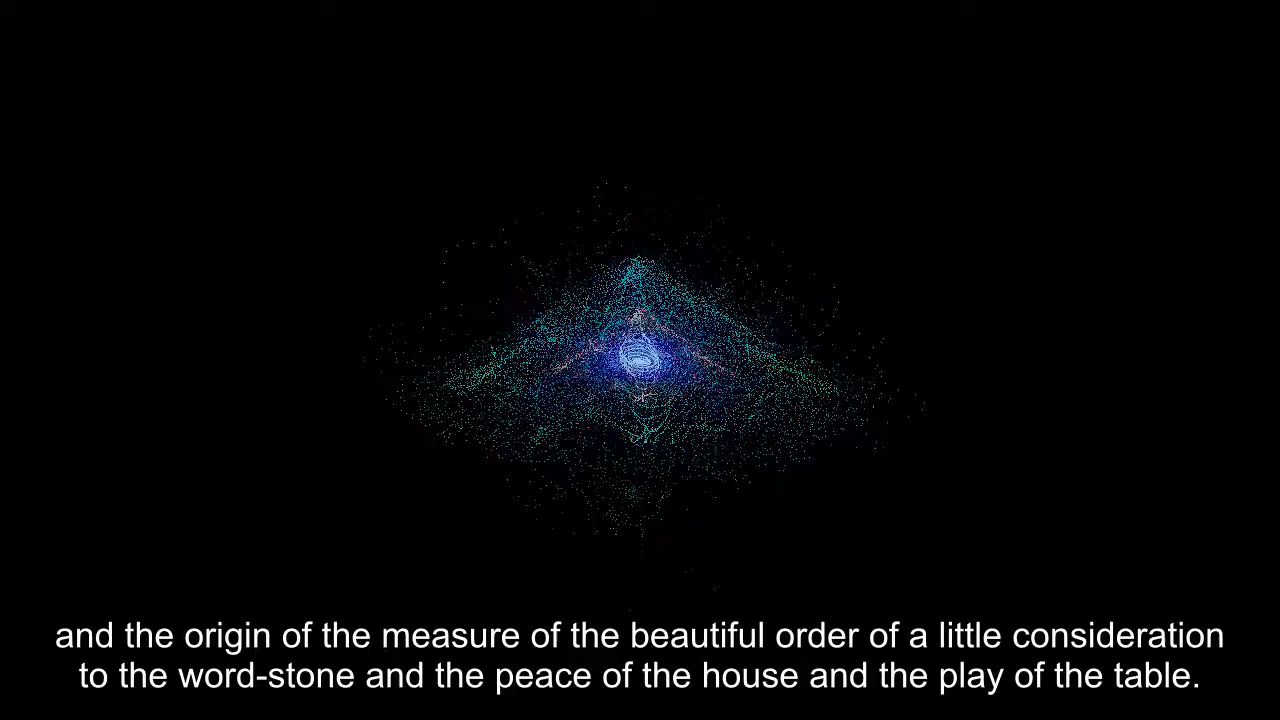 and the origin of the measure of the beautiful order of a little consideration
to the word-stone and the peace of the house and the play of the table.